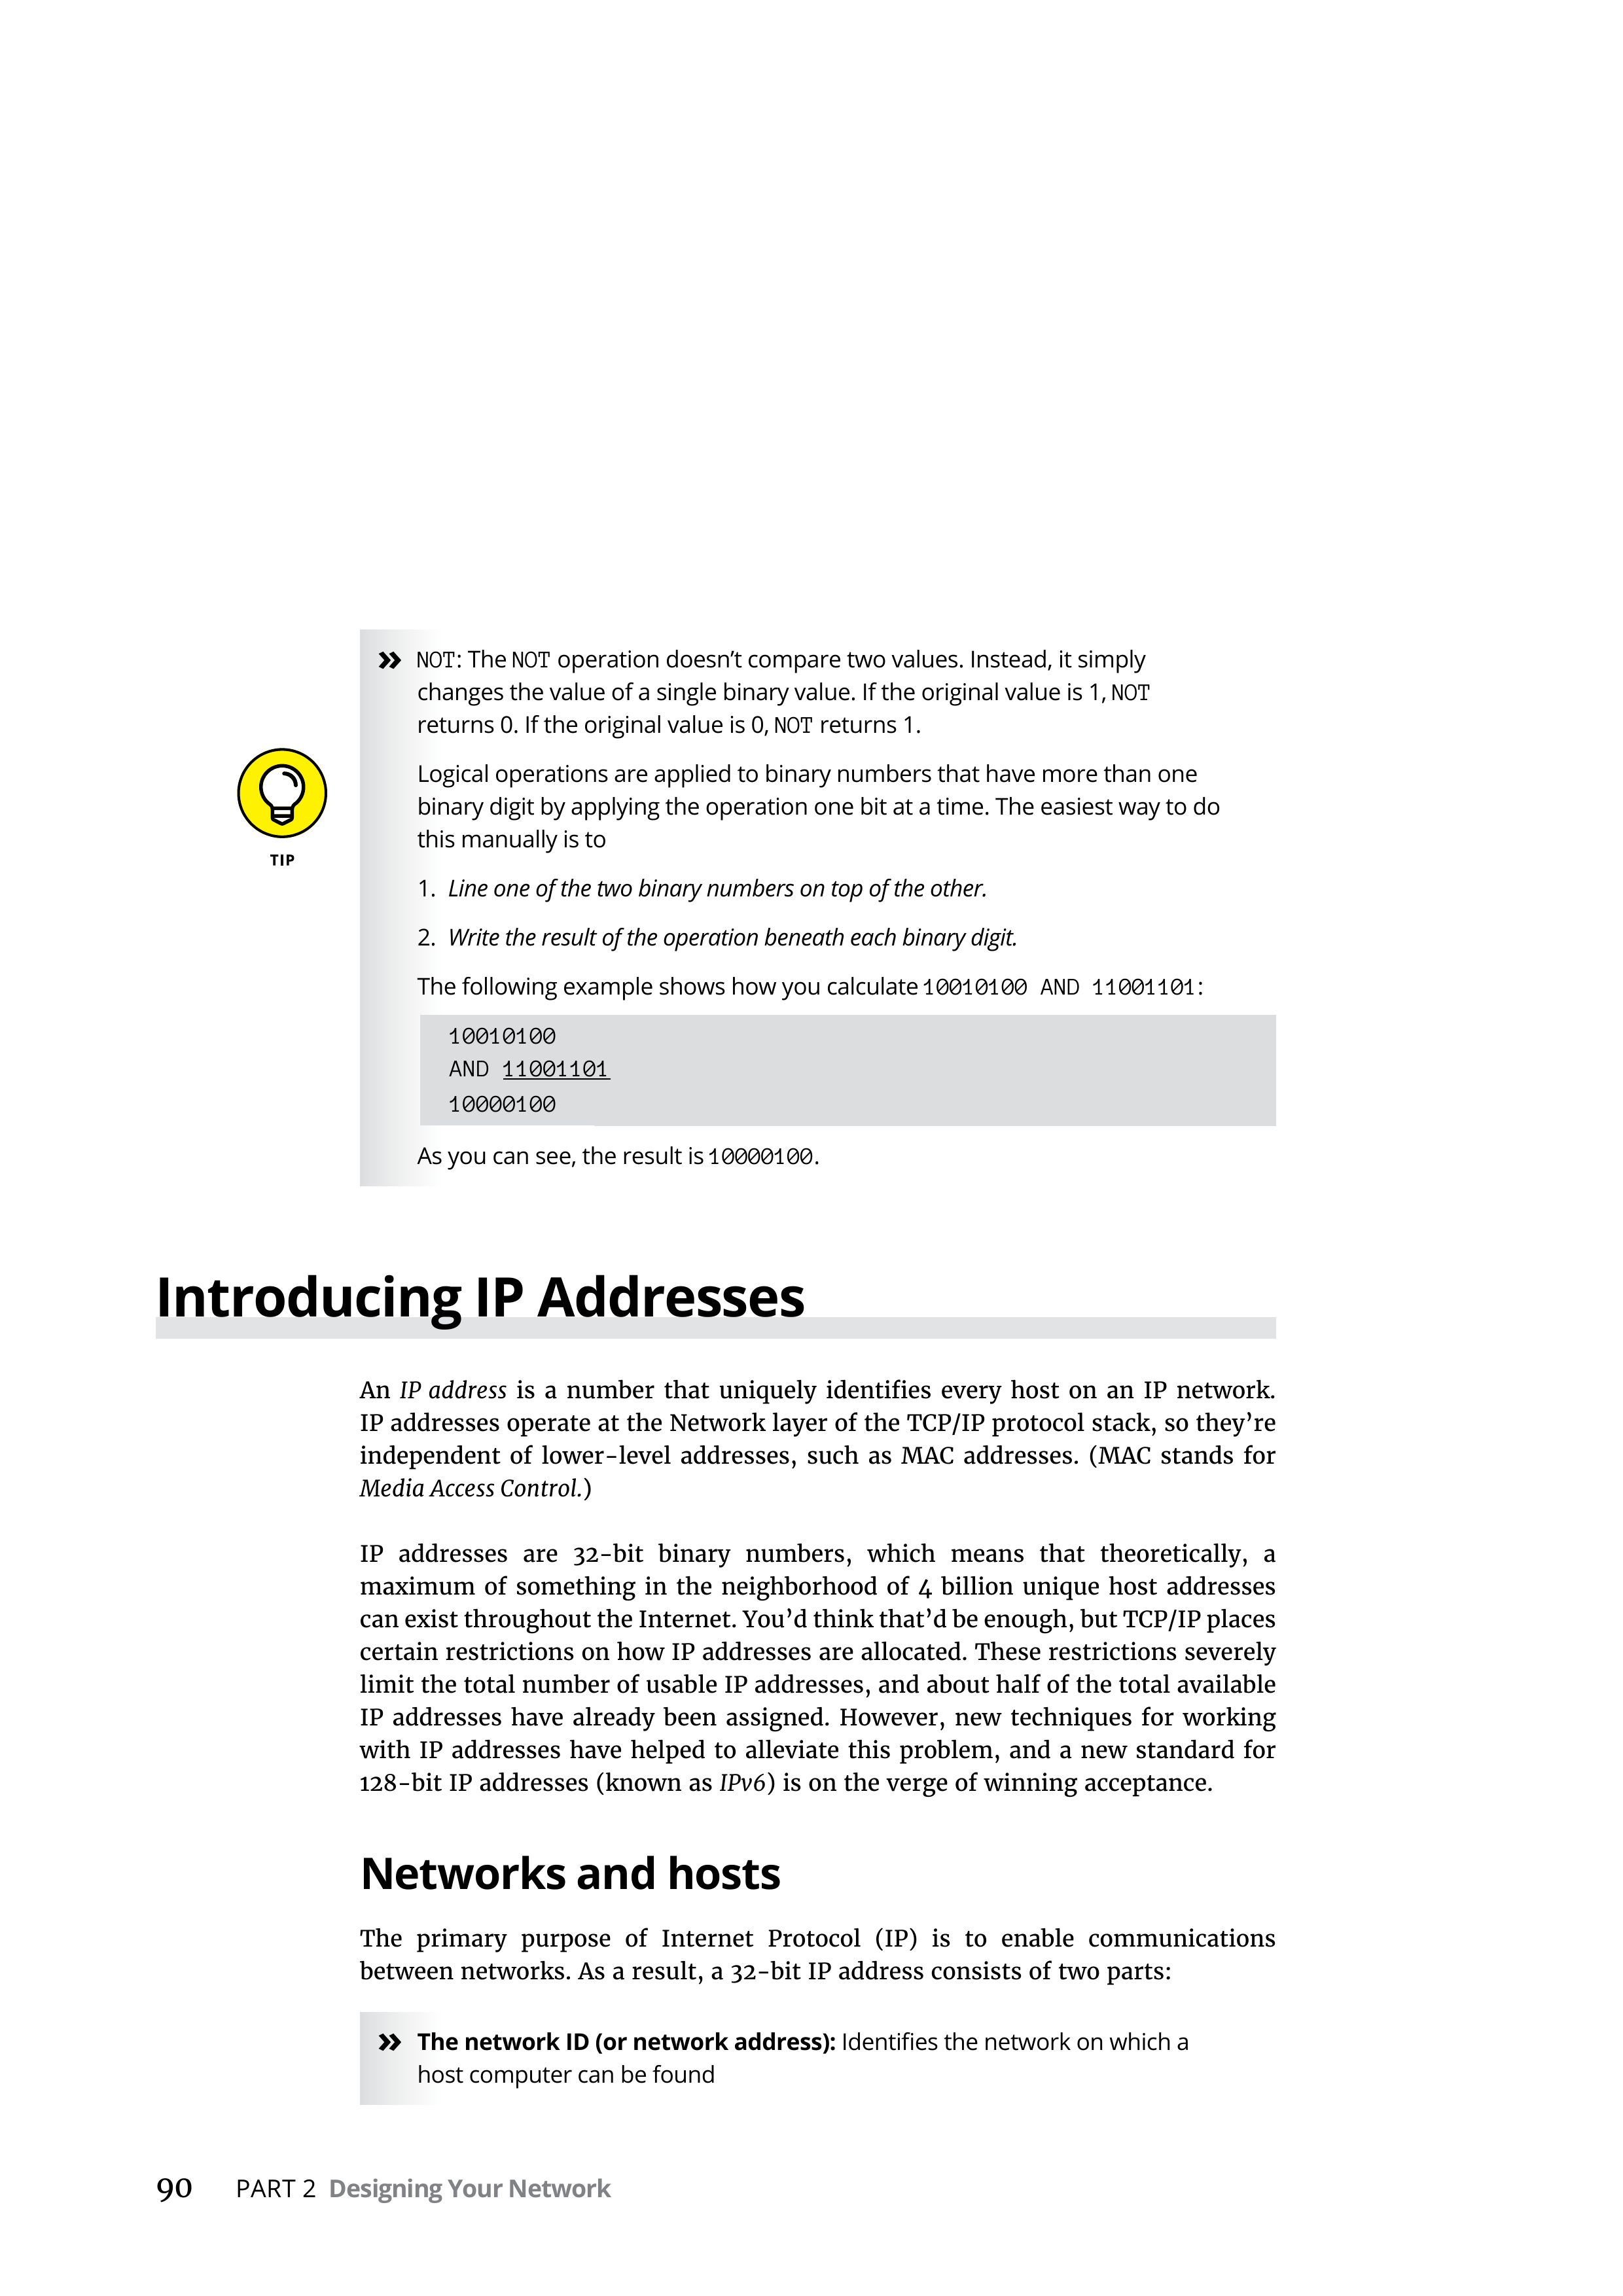 » NOT: The NOT operation doesn’t compare two values. Instead, it simply
changes the value of a single binary value. If the original value is 1, NOT
returns 0. If the original value is 0, NOT returns 1.
TIP
Logical operations are applied to binary numbers that have more than one
binary digit by applying the operation one bit at a time. The easiest way to do
this manually is to
1. Line one of the two binary numbers on top of the other.
2. Write the result of the operation beneath each binary digit.
The following example shows how you calculate 10010100 AND 11001101:
10010100
AND 11001101
10000100
As you can see, the result is 10000100.
Introducing IP Addresses
An IP address is a number that uniquely identifies every host on an IP network.
IP addresses operate at the Network layer of the TCP/IP protocol stack, so they’re
independent of lower-level addresses, such as MAC addresses. (MAC stands for
Media Access Control.)
IP addresses are 32-bit binary numbers, which means that theoretically, a
maximum of something in the neighborhood of 4 billion unique host addresses
can exist throughout the Internet. You’d think that’d be enough, but TCP/IP places
certain restrictions on how IP addresses are allocated. These restrictions severely
limit the total number of usable IP addresses, and about half of the total available
IP addresses have already been assigned. However, new techniques for working
with IP addresses have helped to alleviate this problem, and a new standard for
128-bit IP addresses (known as IPv6) is on the verge of winning acceptance.
Networks and hosts
The primary purpose of Internet Protocol (IP) is to enable communications
between networks. As a result, a 32-bit IP address consists of two parts:
» The network ID (or network address): Identifies the network on which a
host computer can be found
90 PART 2 Designing Your Network